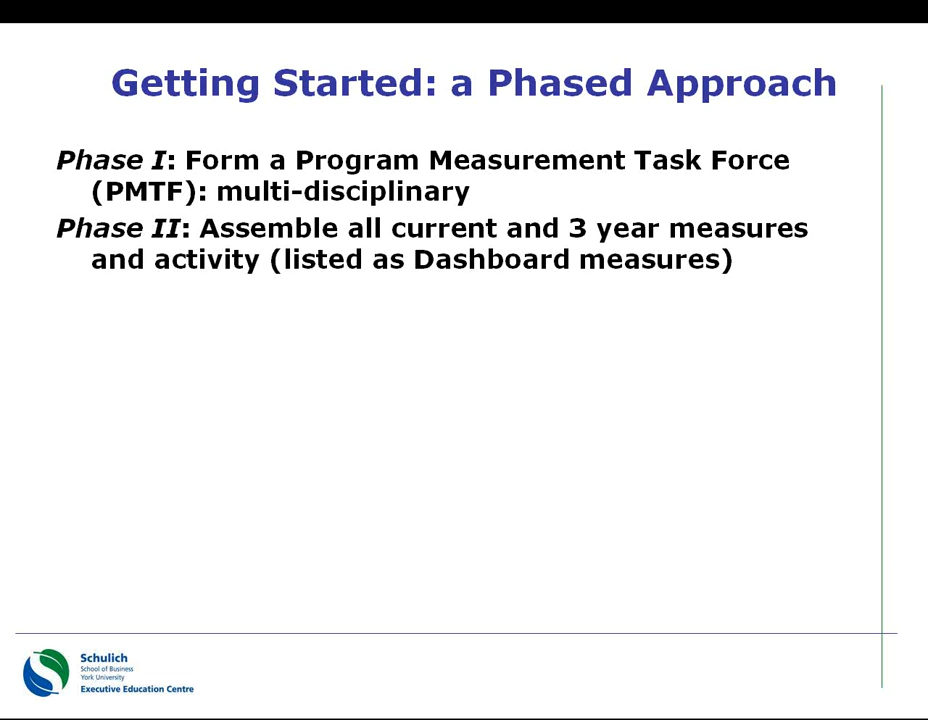 Getting Started: a Phased Approach
Phase I: Form a Program Measurement Task Force
(PMTF): multi-disciplinary
Phase II: Assemble all current and 3 year measures
and activity (listed as Dashboard measures)
Schulich
School of Business
York University
Executive Education Centre